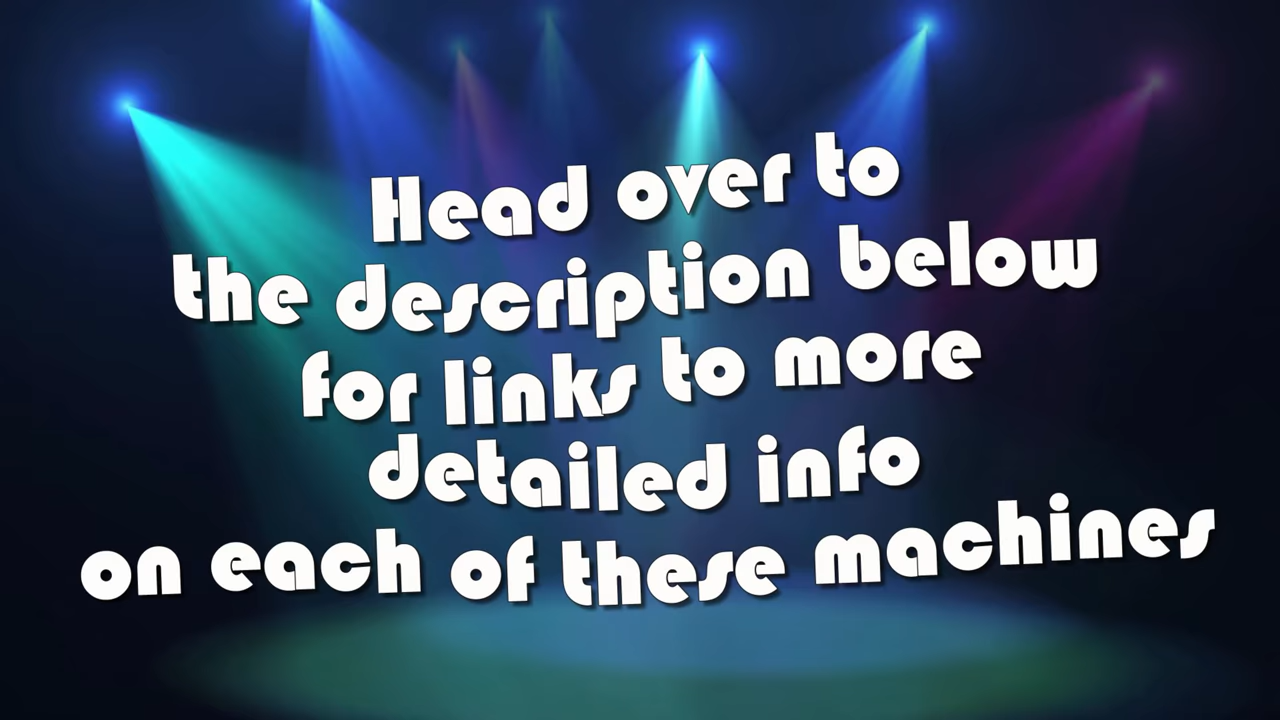 Head over to
the description below
for links to more
detailed info
on each of these machines